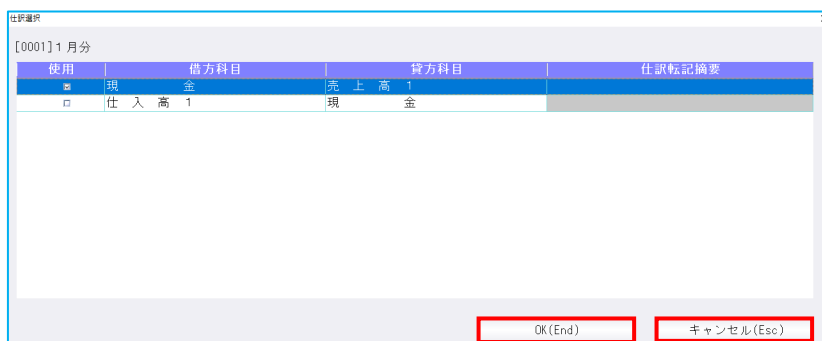 仕訳選択
[0001]1月分
使用 借方科目 貸方科目 仕訳転記摘要
現 金 売 上 高 1
仕 入 高 1 現 金
OK(End) キャンセル(Esc)